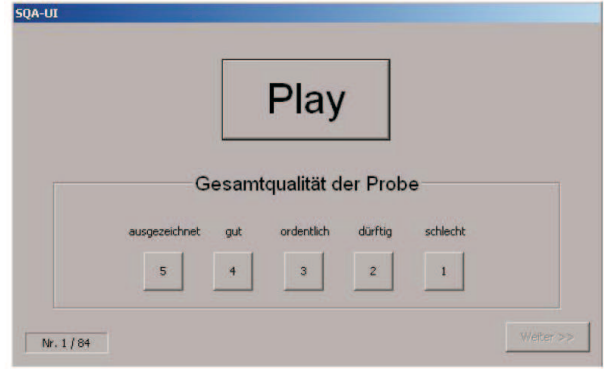 SQA-UI
Play
Gesamtqualität der Probe
ausgezeichnet gut ordentlich dürftig schlecht
5 4 3 2 1
Nr. 1 / 84
Weiter >>